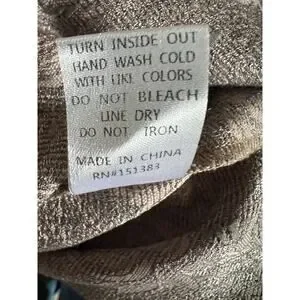 TURN INSIDE OUT
HAND WASH COLD
WITH LIKE COLORS
DO NOT BLEACH
LINE DRY
DO NOT IRON
MADE IN CHINA
RN#151383